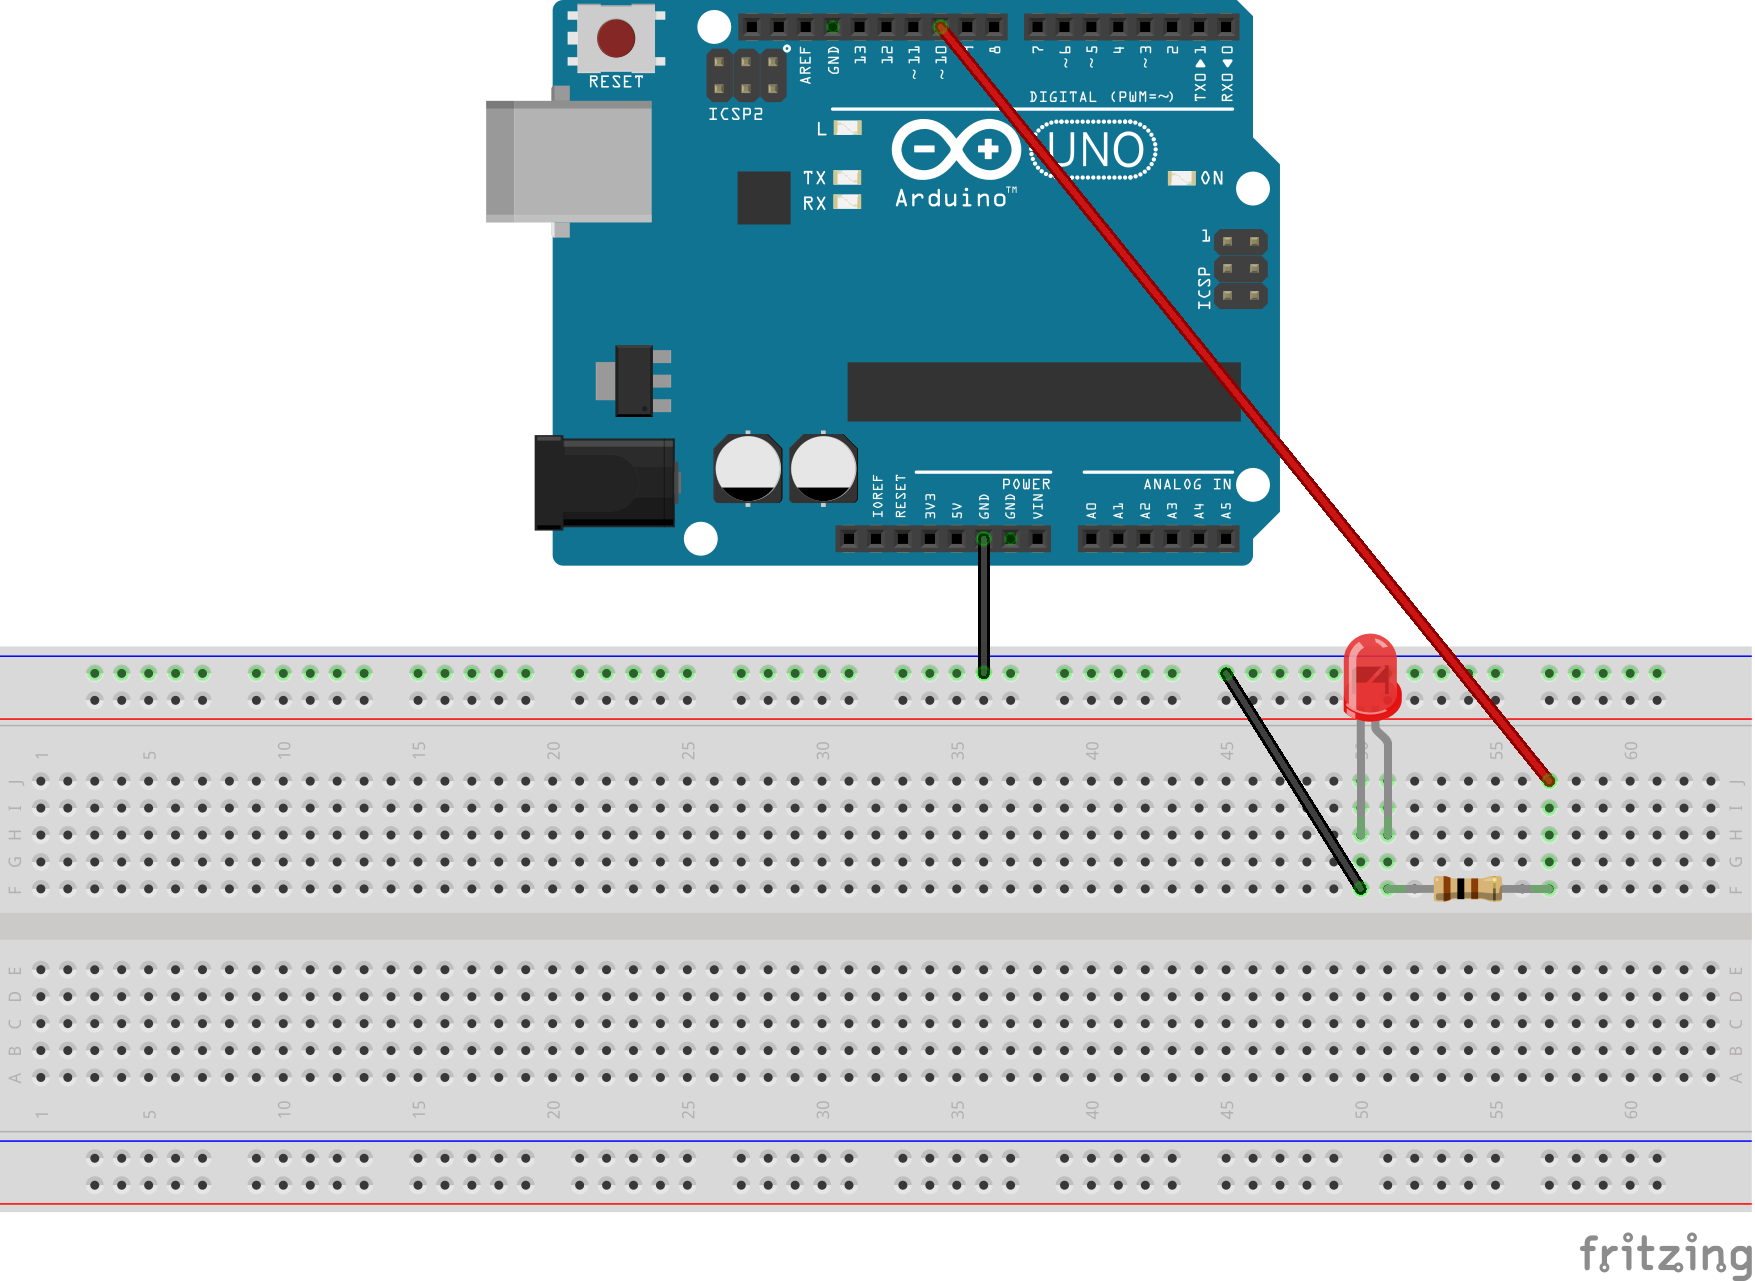 RESET
ICSP2
AREF
GND
13
12
~11
~10
9
8
7
~6
~5
4
~3
2
TX0▶1
RX0◀0
DIGITAL (PWM=~)
L
TX
RX
Arduino™
UNO
ON
1
ICSP
IOREF
RESET
3V3
5V
GND
GND
VIN
POWER
A0
A1
A2
A3
A4
A5
ANALOG IN
1 5 10 15 20 25 30 35 40 45 50 55 60
J J
I I
H H
G G
F F
E E
D D
C C
B B
A A
1 5 10 15 20 25 30 35 40 45 50 55 60
fritzing